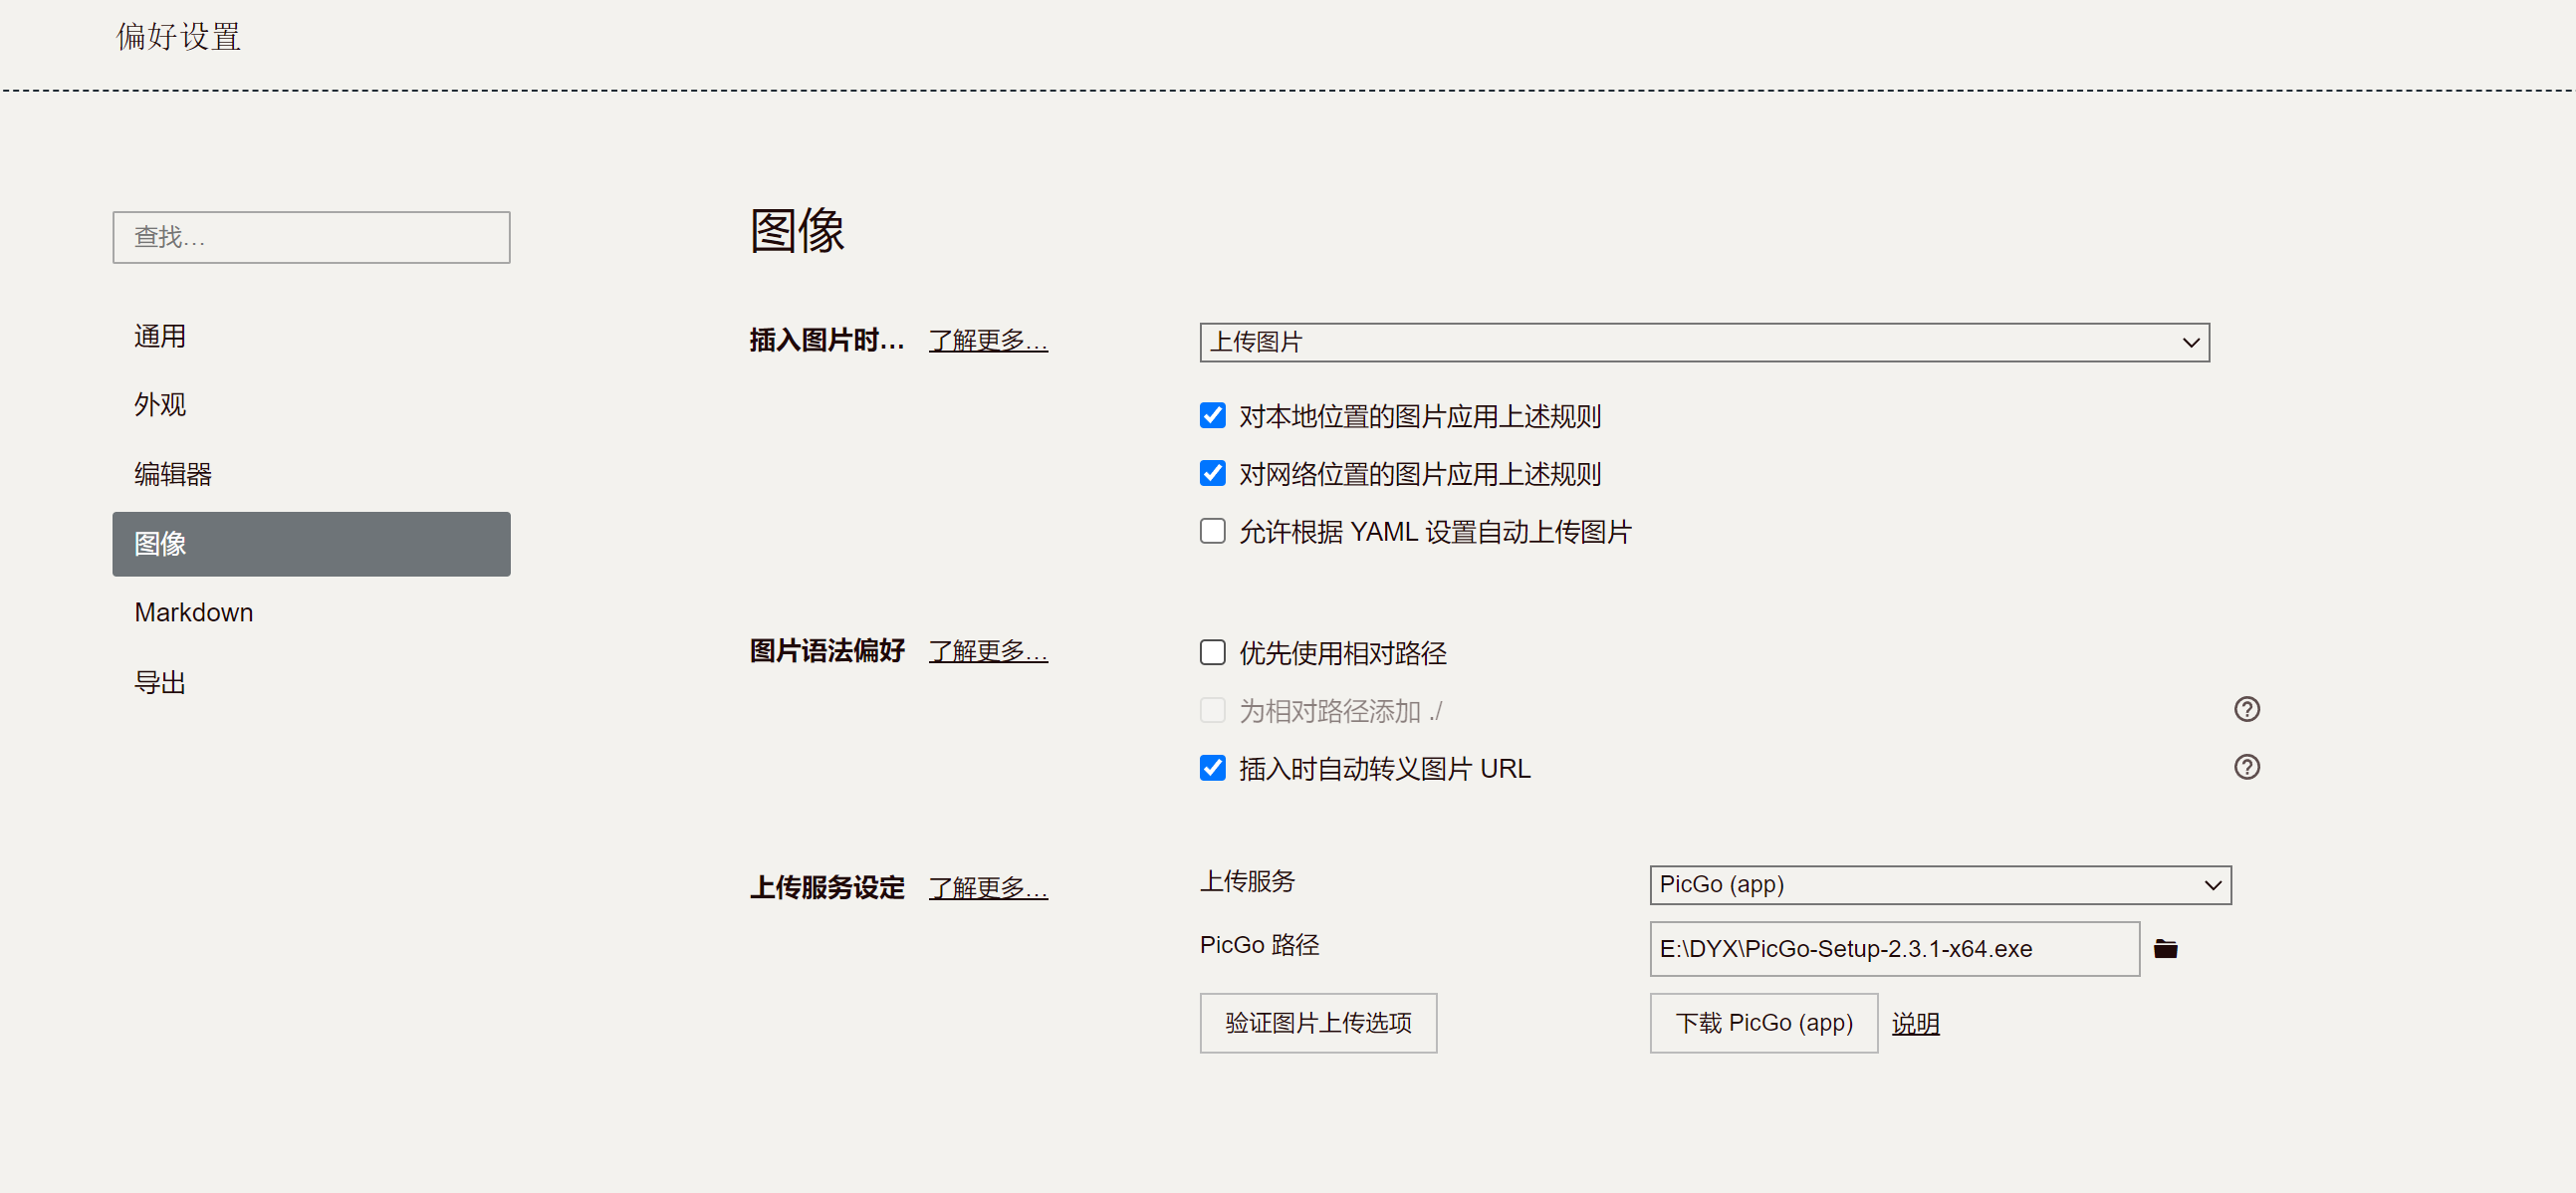 偏好设置
查找...
通用
外观
编辑器
图像
Markdown
导出
图像
插入图片时... 了解更多...
上传图片
对本地位置的图片应用上述规则
对网络位置的图片应用上述规则
允许根据 YAML 设置自动上传图片
图片语法偏好 了解更多...
优先使用相对路径
为相对路径添加 ./
插入时自动转义图片 URL
上传服务设定 了解更多...
上传服务 PicGo (app)
PicGo 路径 E:\DYX\PicGo-Setup-2.3.1-x64.exe
验证图片上传选项 下载 PicGo (app) 说明